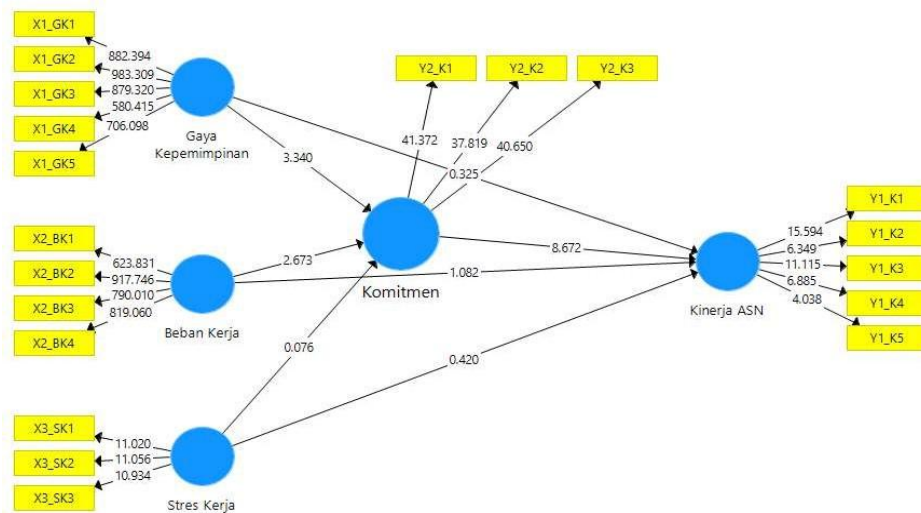 X1_GK1
X1_GK2
X1_GK3
X1_GK4
X1_GK5
882.394
983.309
879.320
580.415
706.098
Gaya
Kepemimpinan
Y2_K1
Y2_K2
Y2_K3
41.372
37.819
40.650
3.340
0.325
X2_BK1
X2_BK2
X2_BK3
X2_BK4
623.831
917.746
790.010
819.060
Beban Kerja
2.673
Komitmen
8.672
1.082
Kinerja ASN
Y1_K1
Y1_K2
Y1_K3
Y1_K4
Y1_K5
15.594
6.349
11.115
6.885
4.038
0.076
0.420
X3_SK1
X3_SK2
X3_SK3
11.020
11.056
10.934
Stres Kerja